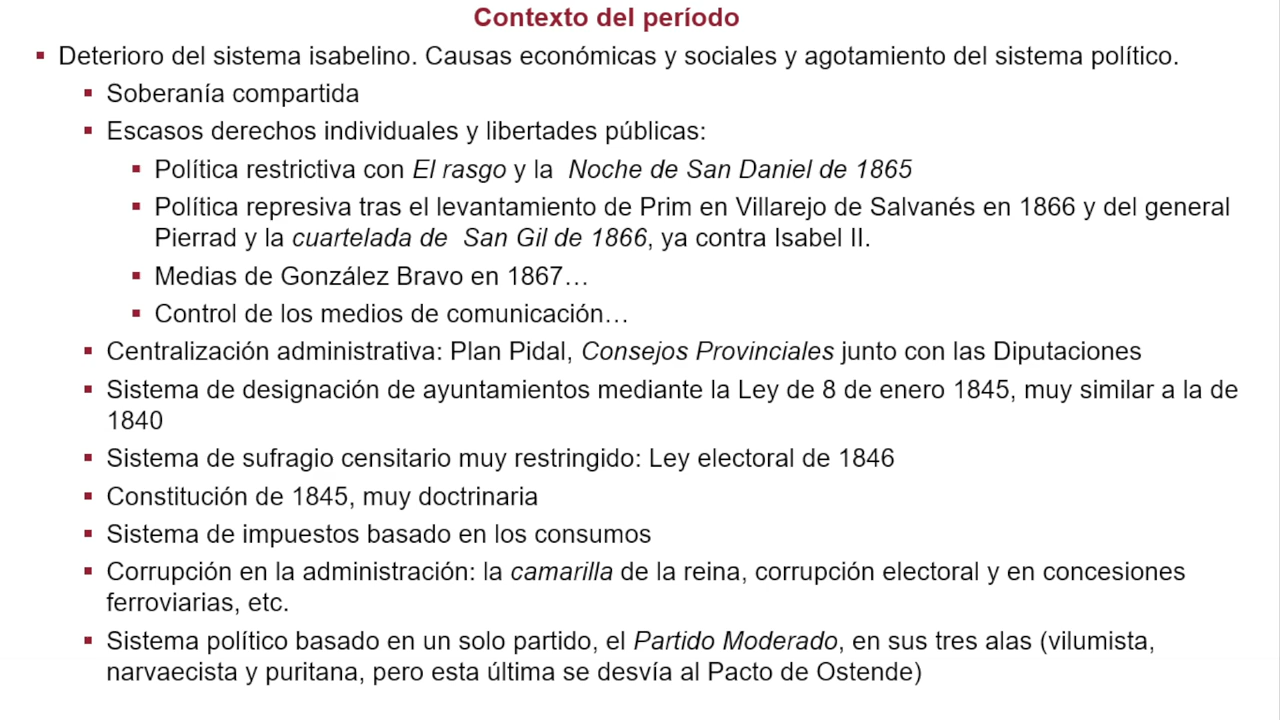 Contexto del período
▪ Deterioro del sistema isabelino. Causas económicas y sociales y agotamiento del sistema político.
▪ Soberanía compartida
▪ Escasos derechos individuales y libertades públicas:
▪ Política restrictiva con El rasgo y la Noche de San Daniel de 1865
▪ Política represiva tras el levantamiento de Prim en Villarejo de Salvanés en 1866 y del general
Pierrad y la cuartelada de San Gil de 1866, ya contra Isabel II.
▪ Medias de González Bravo en 1867…
▪ Control de los medios de comunicación…
▪ Centralización administrativa: Plan Pidal, Consejos Provinciales junto con las Diputaciones
▪ Sistema de designación de ayuntamientos mediante la Ley de 8 de enero 1845, muy similar a la de
1840
▪ Sistema de sufragio censitario muy restringido: Ley electoral de 1846
▪ Constitución de 1845, muy doctrinaria
▪ Sistema de impuestos basado en los consumos
▪ Corrupción en la administración: la camarilla de la reina, corrupción electoral y en concesiones
ferroviarias, etc.
▪ Sistema político basado en un solo partido, el Partido Moderado, en sus tres alas (vilumista,
narvaecista y puritana, pero esta última se desvía al Pacto de Ostende)